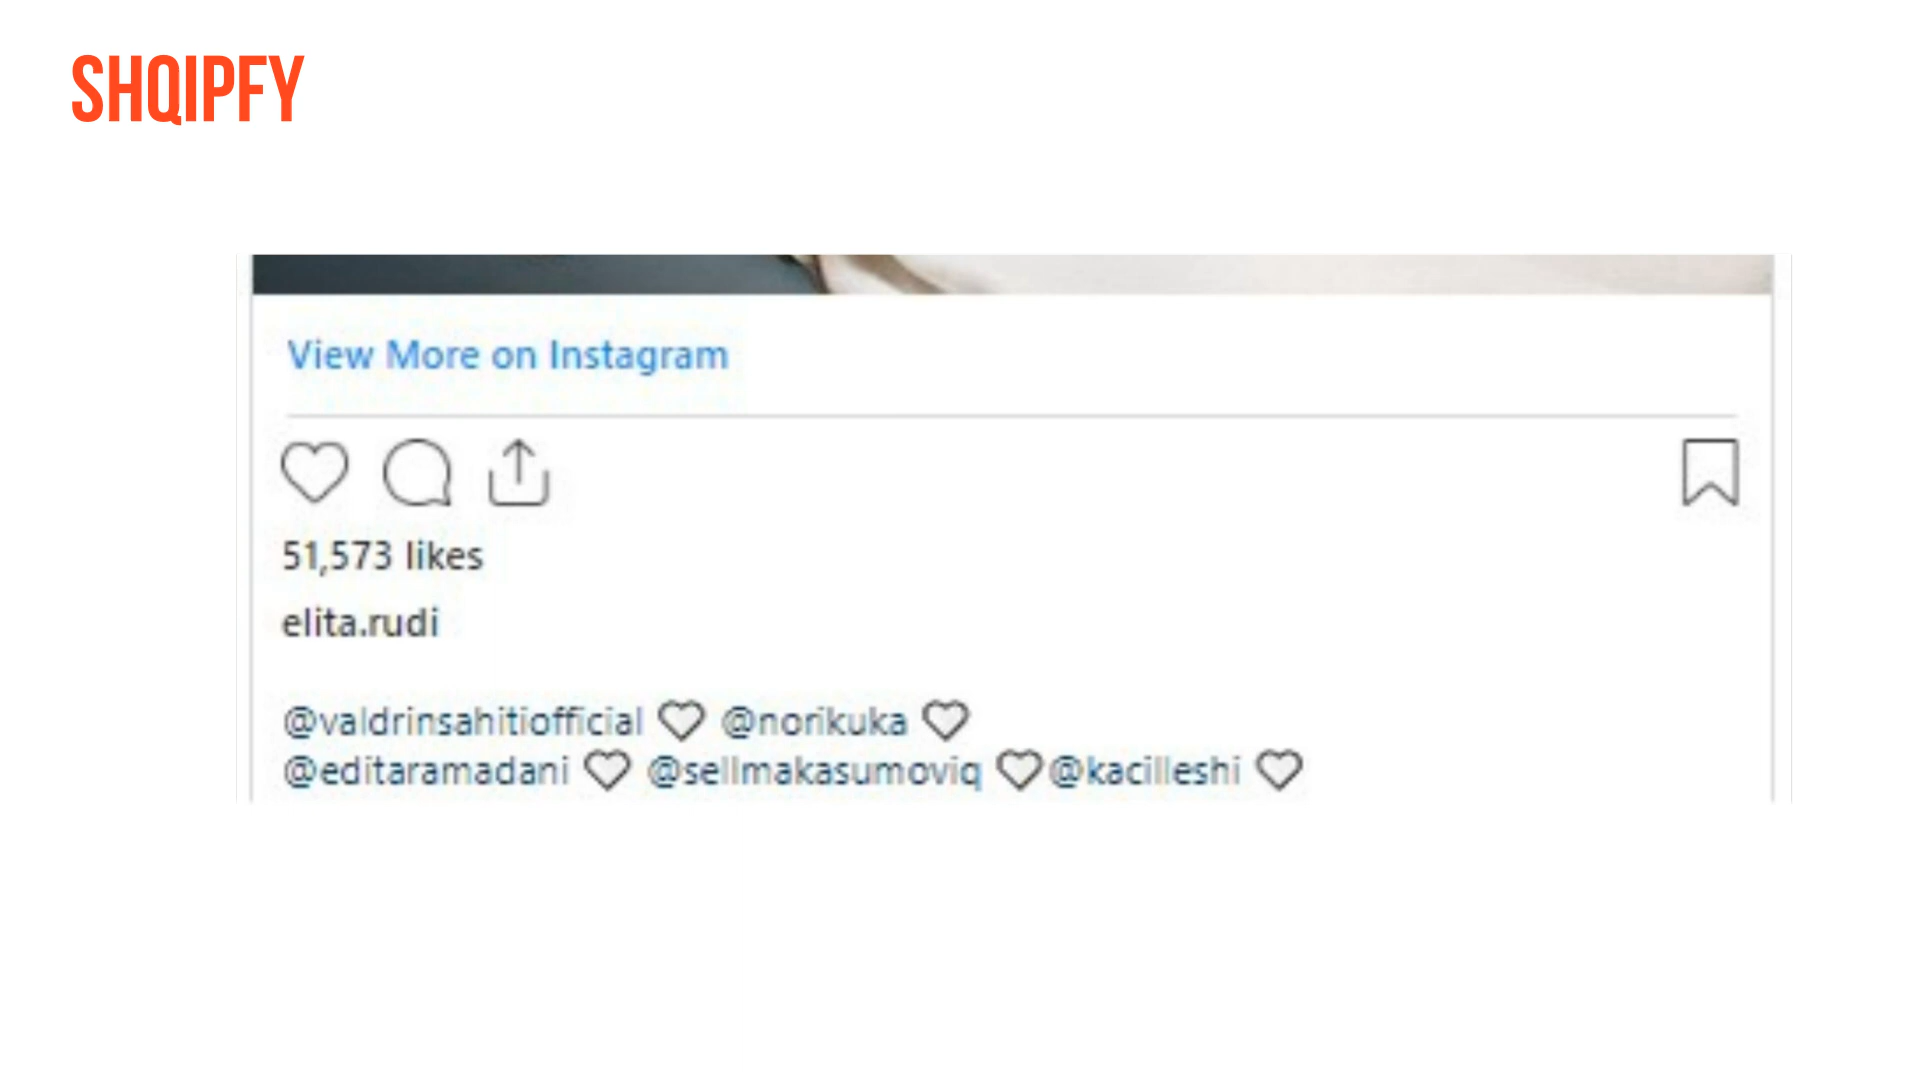 SHQIPFY
View More on Instagram
51,573 likes
elita.rudi
@valdrinsahitiofficial ♡ @norikuka ♡
@editaramadani ♡ @sellmakasumoviq ♡@kacilleshi ♡